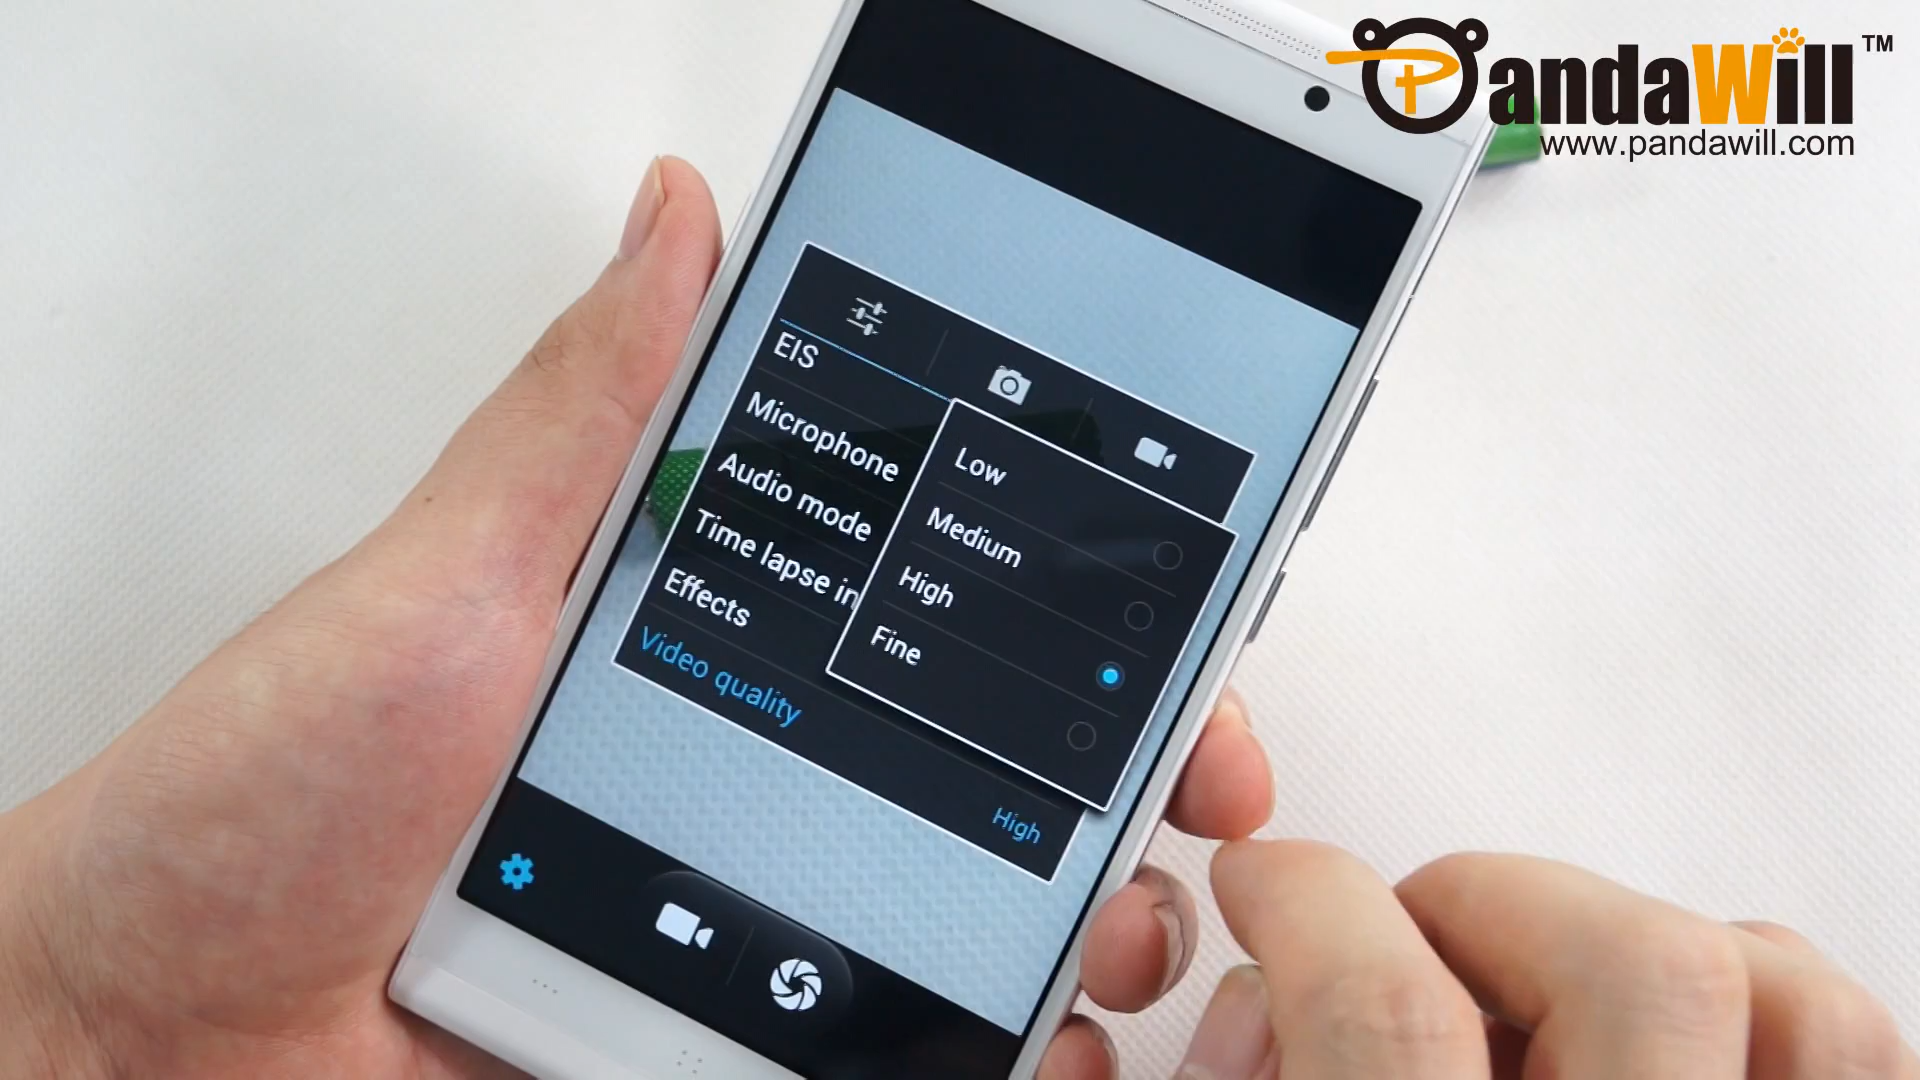 PandaWill™
www.pandawill.com
EIS
Microphone
Audio mode
Time lapse in
Effects
Video quality
High
Low
Medium
High
Fine